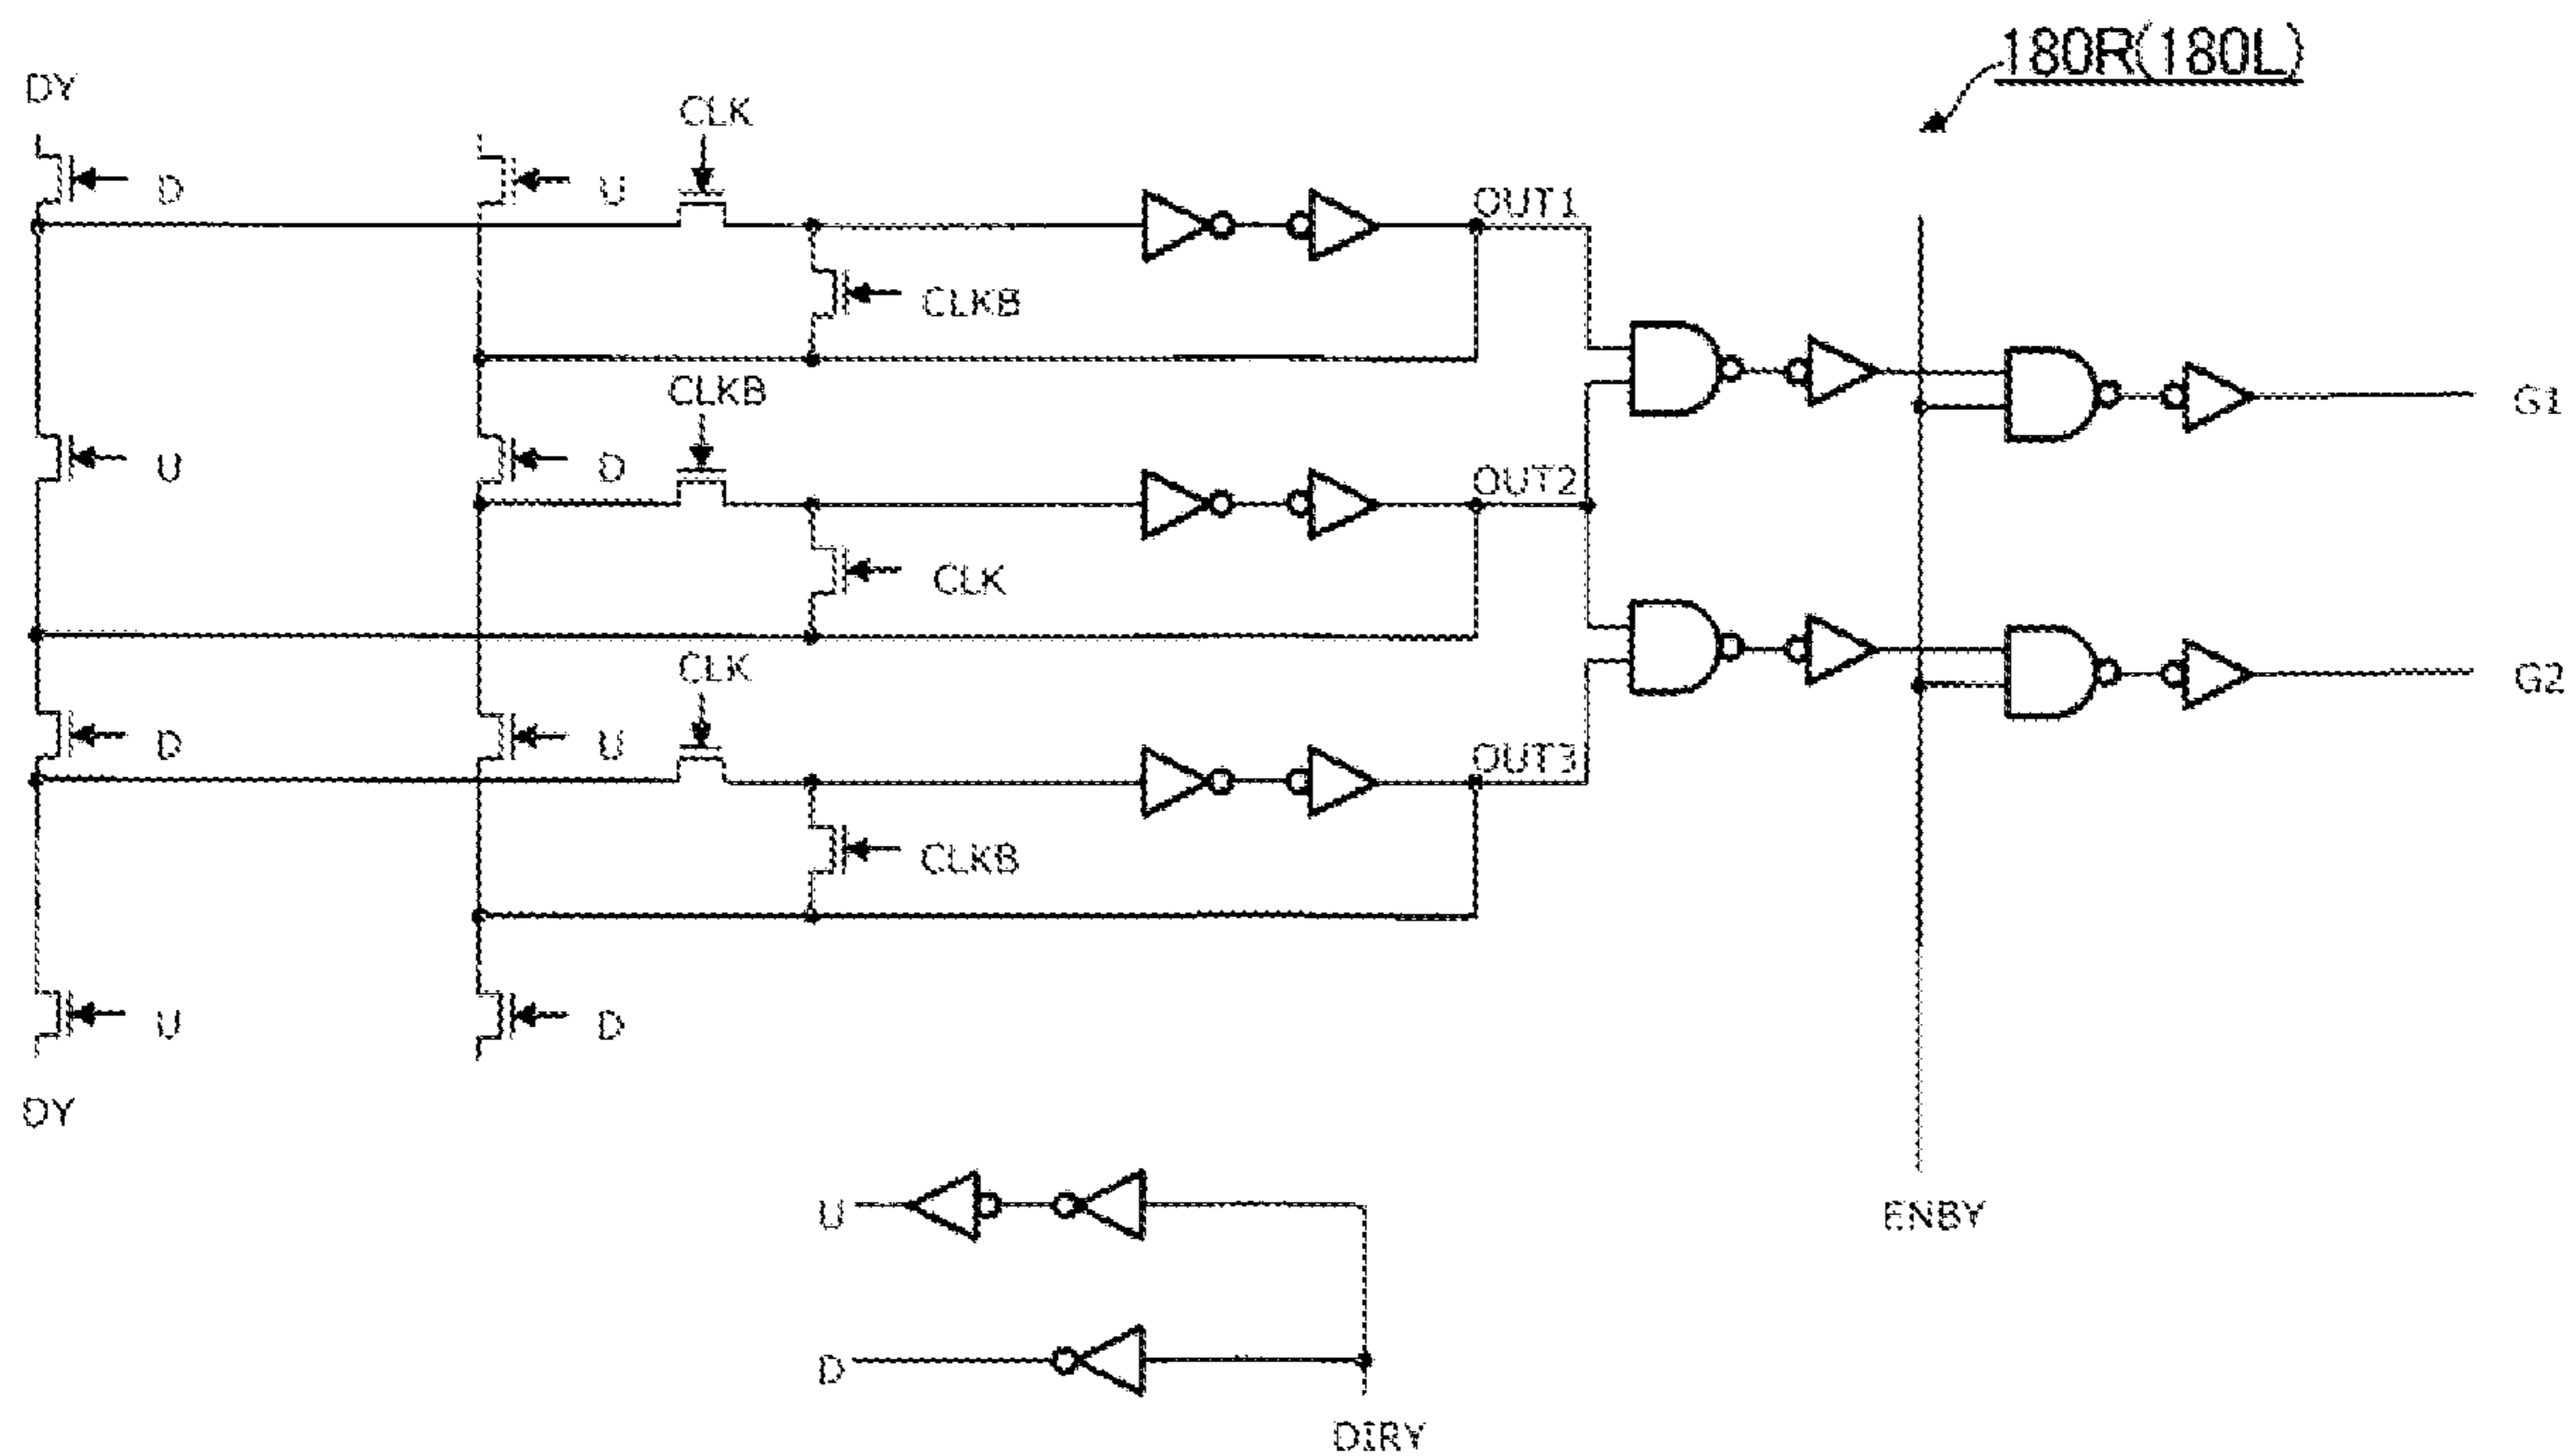 180R(180L)
DY
CLK
D
U
OUT1
CLKB
CLKB
G1
U
D
OUT2
CLK
CLK
G2
D
U
OUT3
CLKB
U
D
DY
U
ENBY
D
DIRY